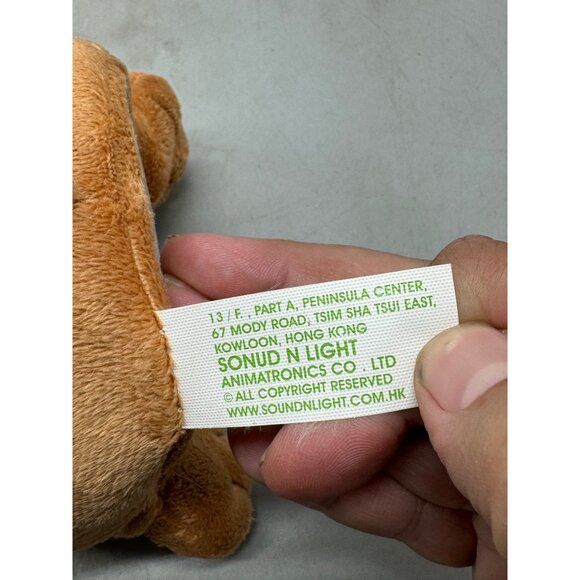 13 / F. , PART A, PENINSULA CENTER,
67 MODY ROAD, TSIM SHA TSUI EAST,
KOWLOON, HONG KONG
SONUD N LIGHT
ANIMATRONICS CO . LTD
© ALL COPYRIGHT RESERVED
WWW.SOUNDNLIGHT.COM.HK